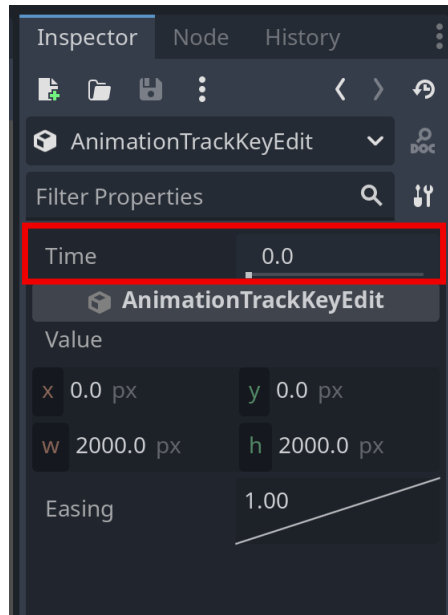 Inspector Node History
AnimationTrackKeyEdit DOC
Filter Properties
Time 0.0
AnimationTrackKeyEdit
Value
x 0.0 px y 0.0 px
w 2000.0 px h 2000.0 px
Easing 1.00